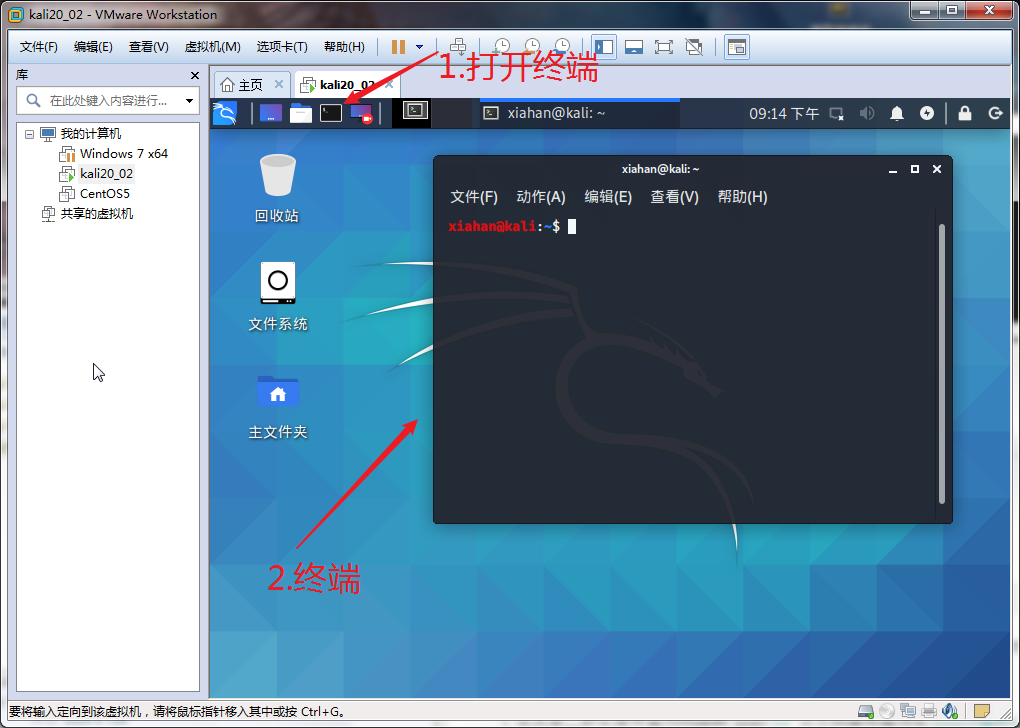 kali20_02 - VMware Workstation
文件(F) 编辑(E) 查看(V) 虚拟机(M) 选项卡(T) 帮助(H)
1.打开终端
库
主页
kali20_02
在此处键入内容进行...
xiahan@kali: ~
09:14 下午
我的计算机
Windows 7 x64
kali20_02
CentOS5
共享的虚拟机
回收站
文件系统
主文件夹
xiahan@kali: ~
文件(F) 动作(A) 编辑(E) 查看(V) 帮助(H)
xiahan@kali:~$
2.终端
要将输入定向到该虚拟机，请将鼠标指针移入其中或按 Ctrl+G。